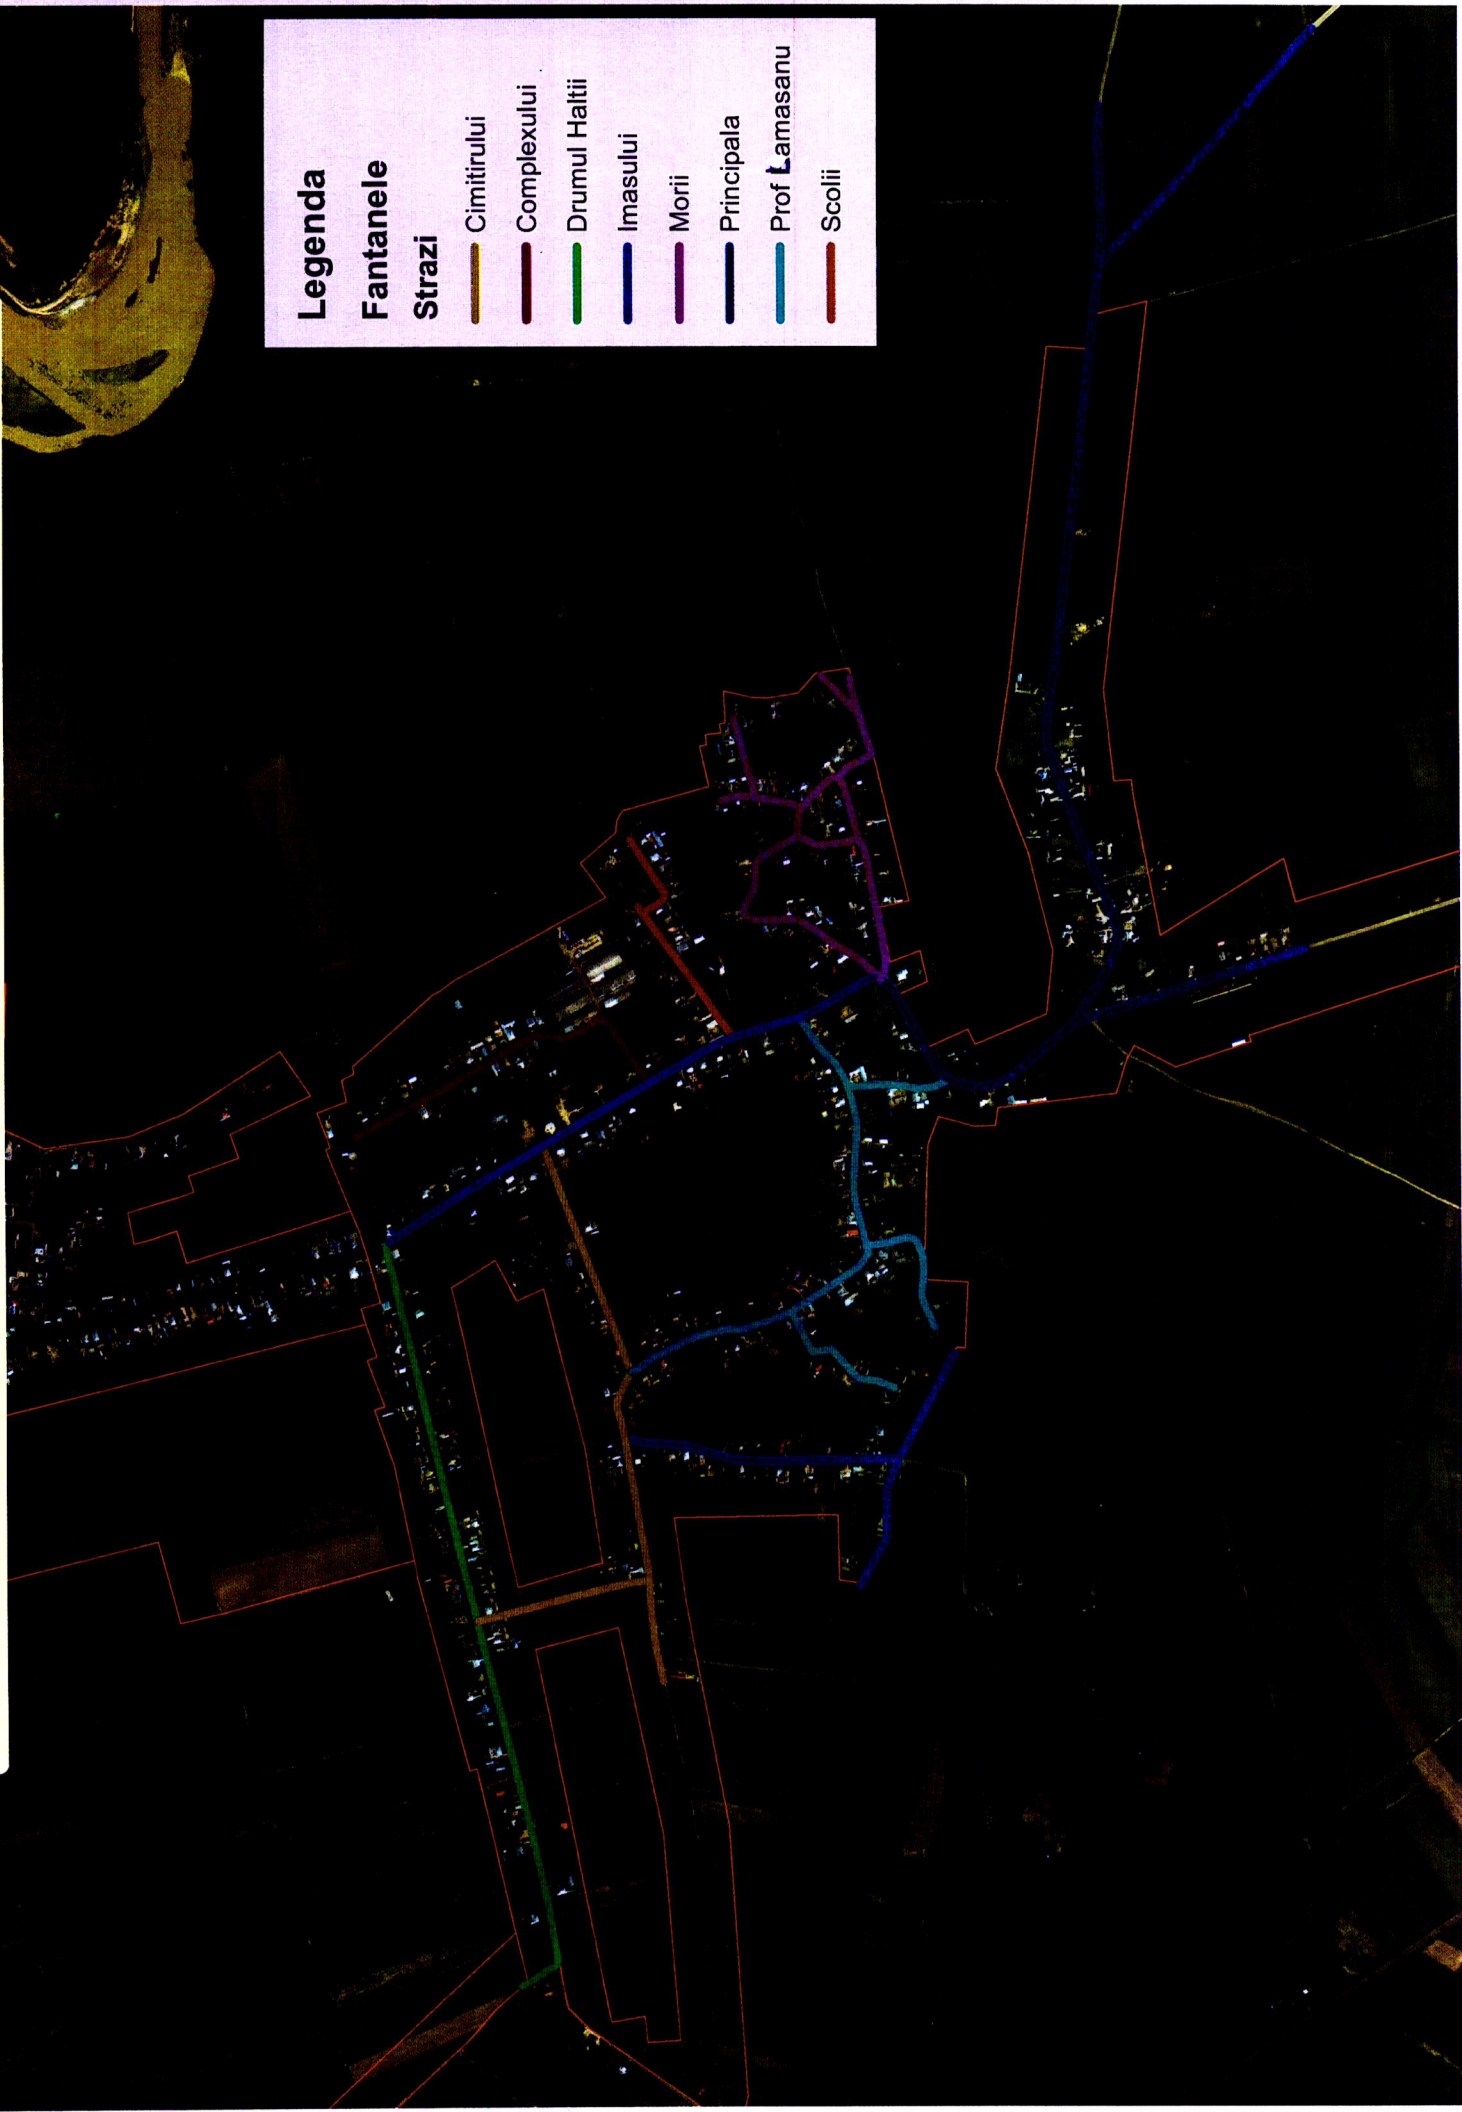 Legenda
Fantanele
Strazi
Cimitirului
Complexului
Drumul Haltii
Imasului
Morii
Principala
Prof Lamasanu
Scolii